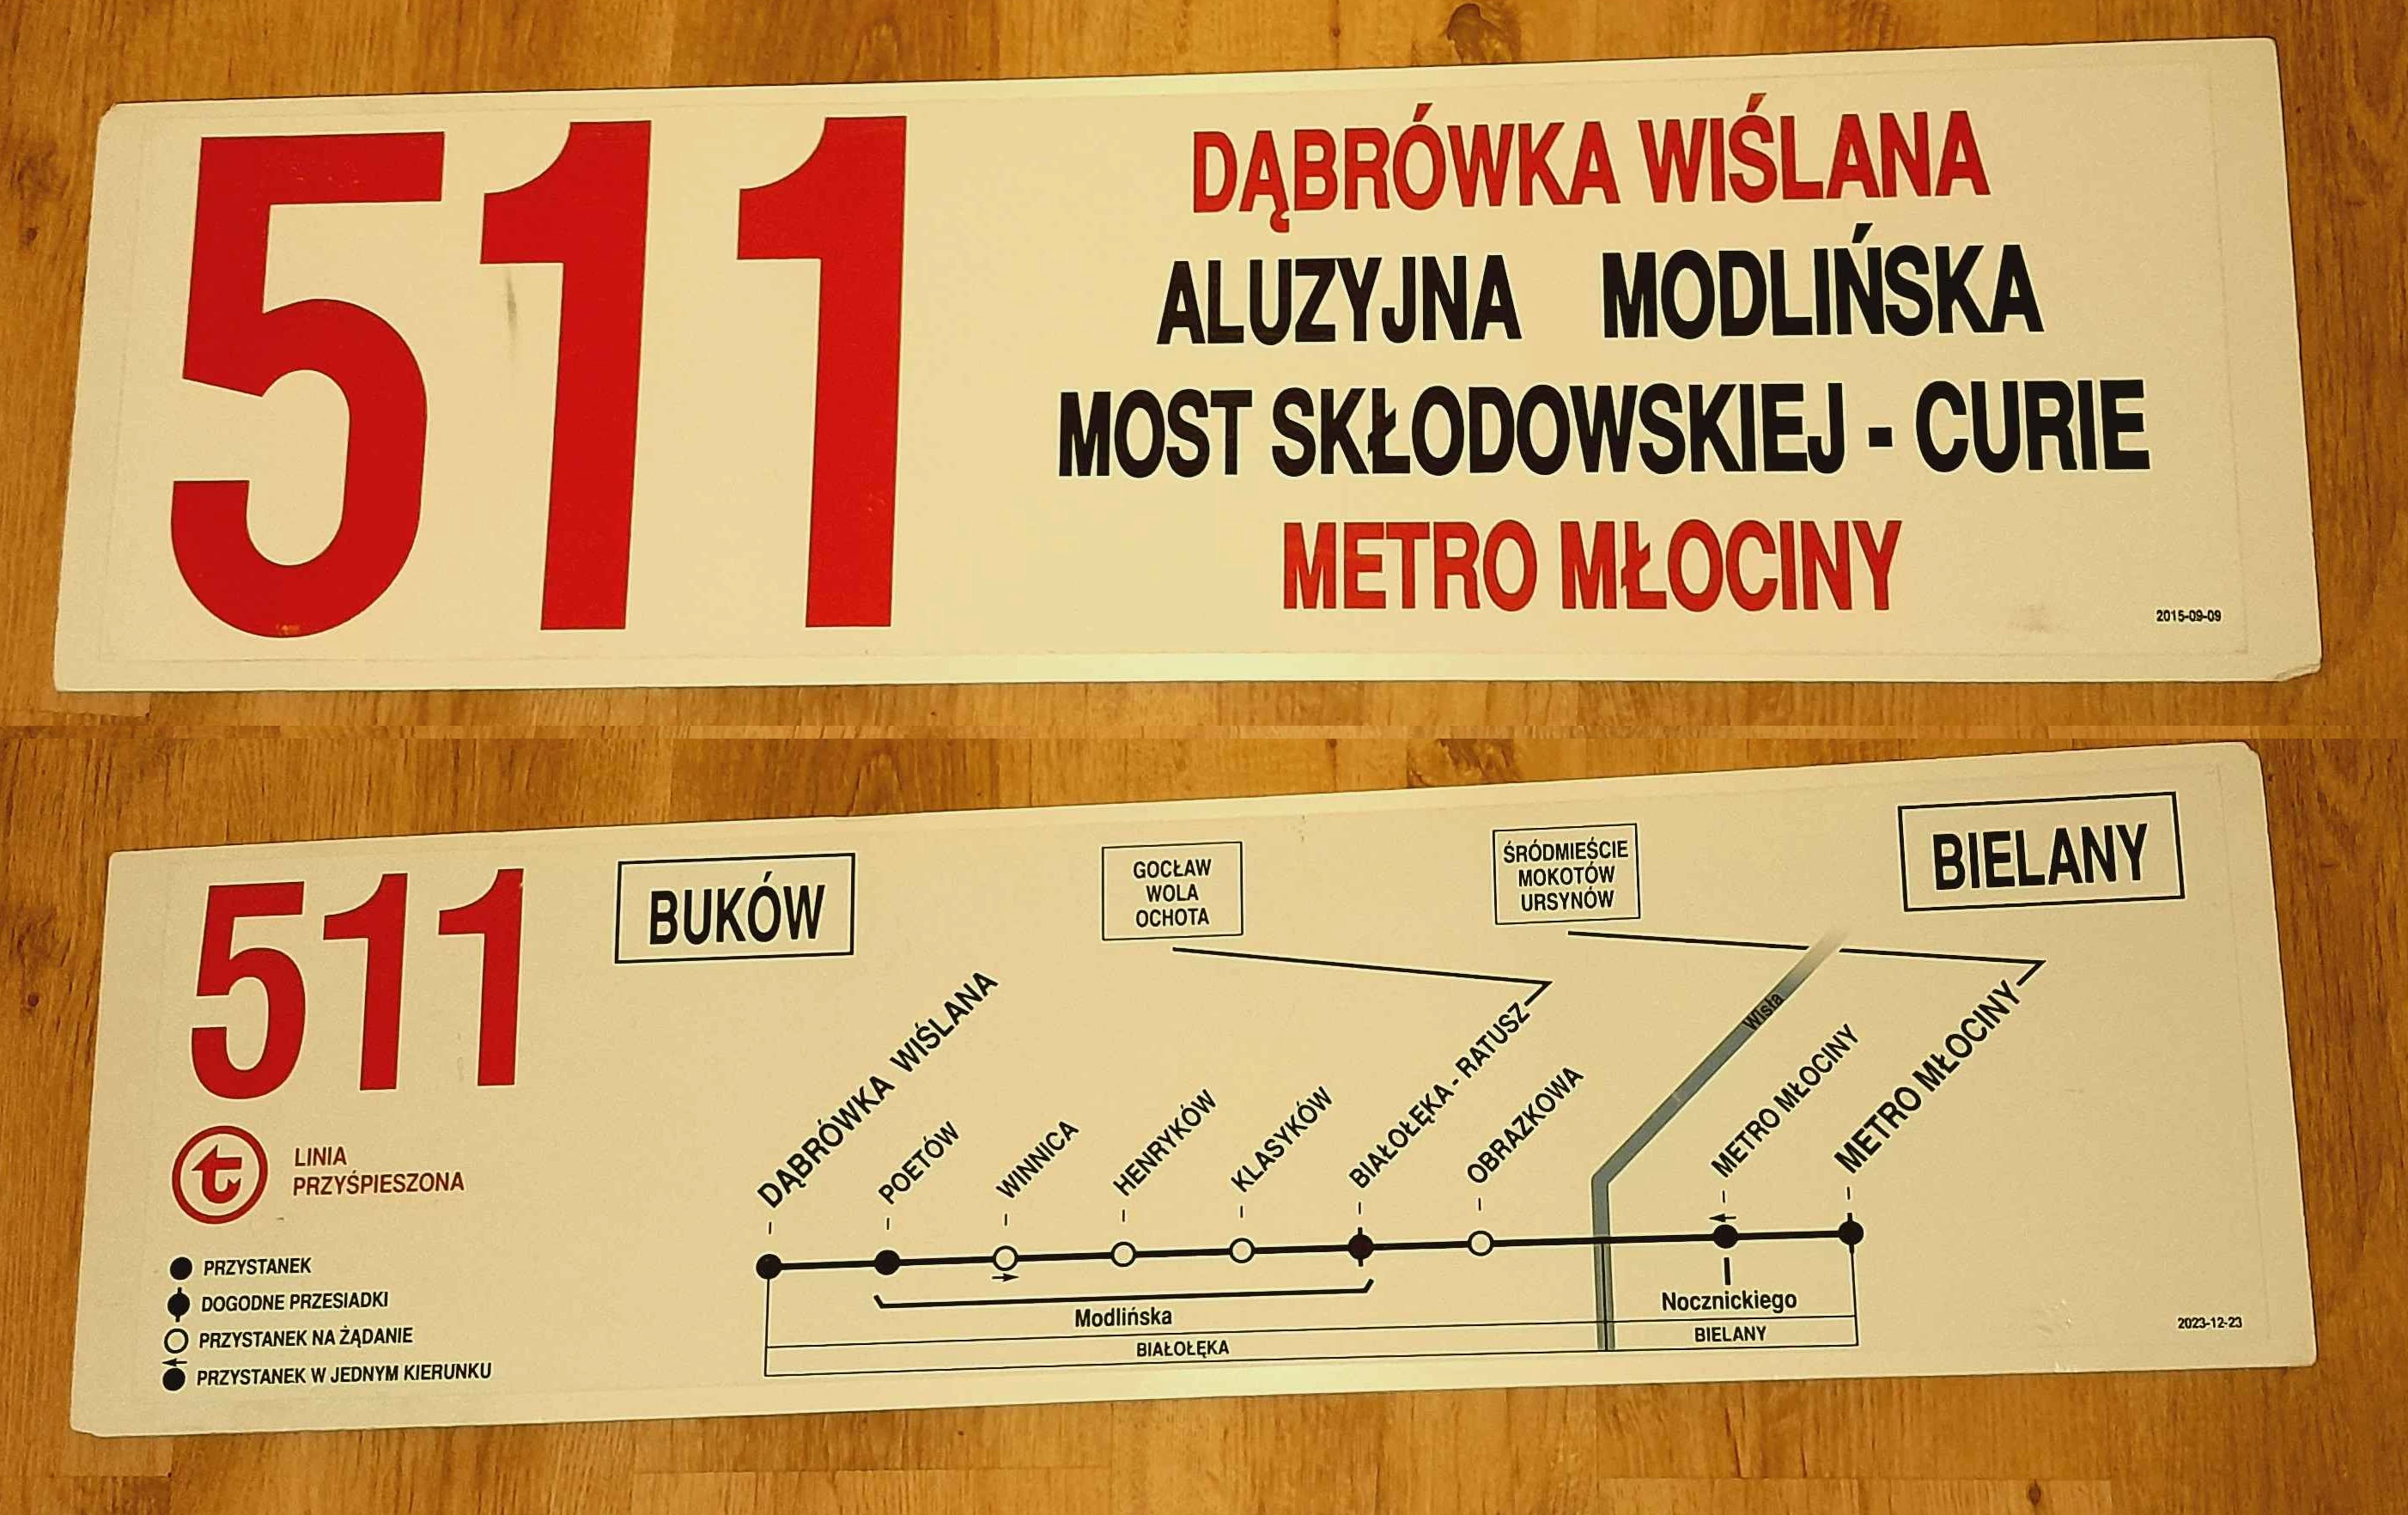 511
DĄBRÓWKA WIŚLANA
ALUZYJNA MODLIŃSKA
MOST SKŁODOWSKIEJ - CURIE
METRO MŁOCINY
2015-09-09
511
BUKÓW
GOCŁAW
WOLA
OCHOTA
ŚRÓDMIEŚCIE
MOKOTÓW
URSYNÓW
BIELANY
t
LINIA
PRZYŚPIESZONA
PRZYSTANEK
DOGODNE PRZESIADKI
PRZYSTANEK NA ŻĄDANIE
PRZYSTANEK W JEDNYM KIERUNKU
DĄBRÓWKA WIŚLANA
POETÓW
WINNICA
HENRYKÓW
KLASYKÓW
BIAŁOŁĘKA - RATUSZ
OBRAZKOWA
Wisła
METRO MŁOCINY
METRO MŁOCINY
Modlińska
Nocznickiego
BIAŁOŁĘKA
BIELANY
2023-12-23